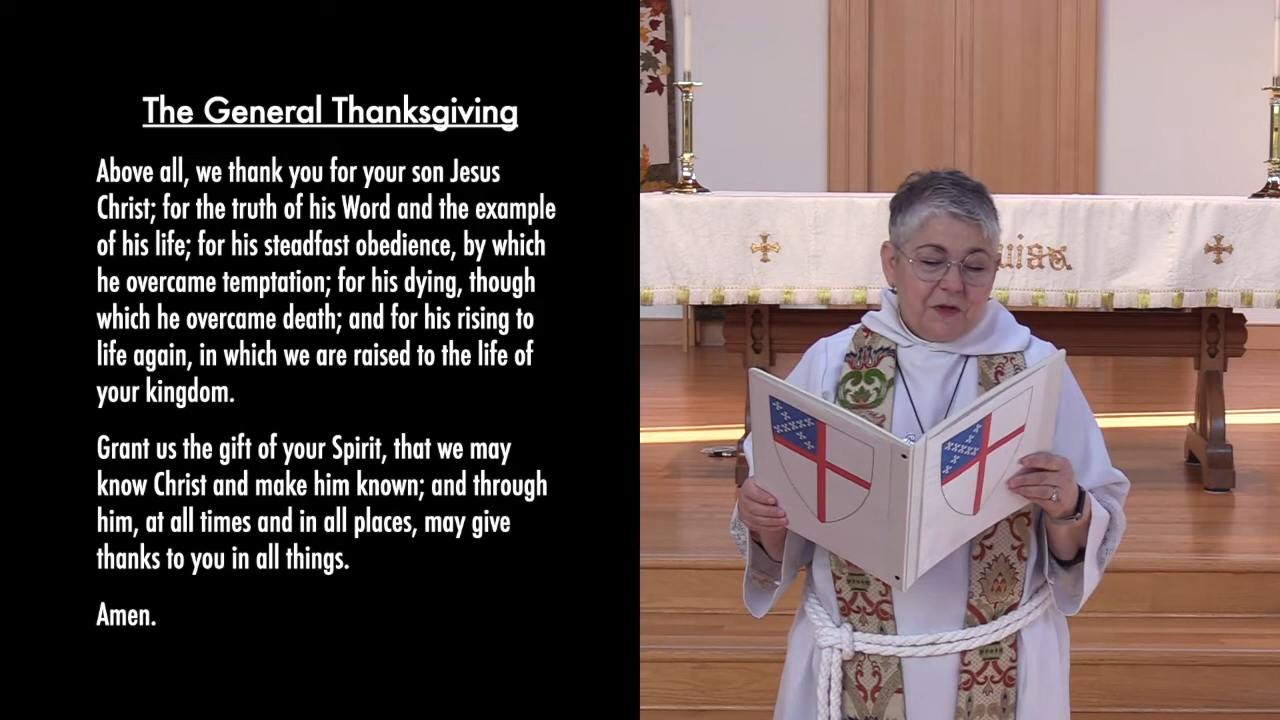 The General Thanksgiving
Above all, we thank you for your son Jesus
Christ; for the truth of his Word and the example
of his life; for his steadfast obedience, by which
he overcame temptation; for his dying, though
which he overcame death; and for his rising to
life again, in which we are raised to the life of
your kingdom.
Grant us the gift of your Spirit, that we may
know Christ and make him known; and through
him, at all times and in all places, may give
thanks to you in all things.
Amen.